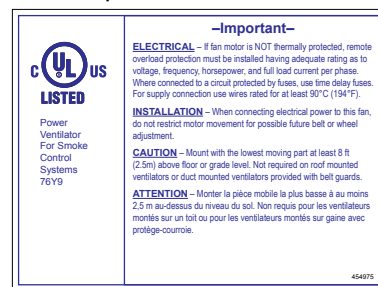 –Important–
c UL US
LISTED
Power
Ventilator
For Smoke
Control
Systems
76Y9
ELECTRICAL – If fan motor is NOT thermally protected, remote
overload protection must be installed having adequate rating as to
voltage, frequency, horsepower, and full load current per phase.
Where connected to a circuit protected by fuses, use time delay fuses.
For supply connection use wires rated for at least 90°C (194°F).
INSTALLATION – When connecting electrical power to this fan,
do not restrict motor movement for possible future belt or wheel
adjustment.
CAUTION – Mount with the lowest moving part at least 8 ft
(2.5m) above floor or grade level. Not required on roof mounted
ventilators or duct mounted ventilators provided with belt guards.
ATTENTION – Monter la pièce mobile la plus basse à au moins
2,5 m au-dessus du niveau du sol. Non requis pour les ventilateurs
montés sur un toit ou pour les ventilateurs montés sur gaine avec
protège-courroie.
454975